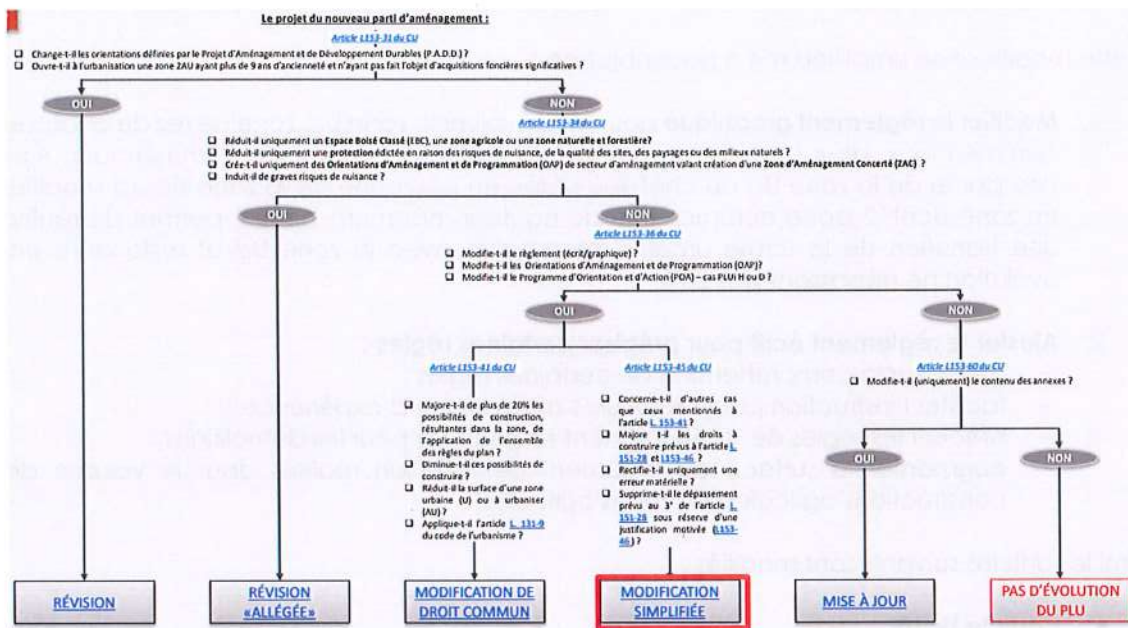 Le projet du nouveau parti d'aménagement :
Article L153-31 du CU
❑ Change-t-il les orientations définies par le Projet d'Aménagement et de Développement Durables (P.A.D.D.) ?
❑ Ouvre-t-il à l'urbanisation une zone 2AU ayant plus de 9 ans d'ancienneté et n'ayant pas fait l'objet d'acquisitions foncières significatives ?
OUI
NON
Article L153-34 du CU
❑ Réduit-il uniquement un Espace Boisé Classé (EBC), une zone agricole ou une zone naturelle et forestière?
❑ Réduit-il uniquement une protection édictée en raison des risques de nuisance, de la qualité des sites, des paysages ou des milieux naturels ?
❑ Crée-t-il uniquement des Orientations d'Aménagement et de Programmation (OAP) de secteur d'aménagement valant création d'une Zone d'Aménagement Concerté (ZAC) ?
❑ Induit-il de graves risques de nuisance ?
OUI
NON
Article L153-36 du CU
❑ Modifie-t-il le règlement (écrit/graphique) ?
❑ Modifie-t-il les Orientations d'Aménagement et de Programmation (OAP)?
❑ Modifie-t-il le Programme d'Orientation et d'Action (POA) – cas PLUi H ou D ?
OUI
NON
Article L153-41 du CU
❑ Majore-t-il de plus de 20% les
possibilités de construction,
résultantes dans la zone, de
l'application de l'ensemble
des règles du plan ?
❑ Diminue-t-il ces possibilités de
construire ?
❑ Réduit-il la surface d'une zone
urbaine (U) ou à urbaniser
(AU) ?
❑ Applique-t-il l'article L. 131-9
du code de l'urbanisme ?
Article L153-45 du CU
❑ Concerne-t-il d'autres cas
que ceux mentionnés à
l'article L. 153-41 ?
❑ Majore t-il les droits à
construire prévus à l'article L.
151-28 et L153-46 ?
❑ Rectifie-t-il uniquement une
erreur matérielle ?
❑ Supprime-t-il le dépassement
prévu au 3° de l'article L.
151-28 sous réserve d'une
justification motivée (L153-
46) ?
Article L153-60 du CU
❑ Modifie-t-il (uniquement) le contenu des annexes ?
OUI
NON
RÉVISION
RÉVISION
«ALLÉGÉE»
MODIFICATION DE
DROIT COMMUN
MODIFICATION
SIMPLIFIÉE
MISE À JOUR
PAS D'ÉVOLUTION
DU PLU